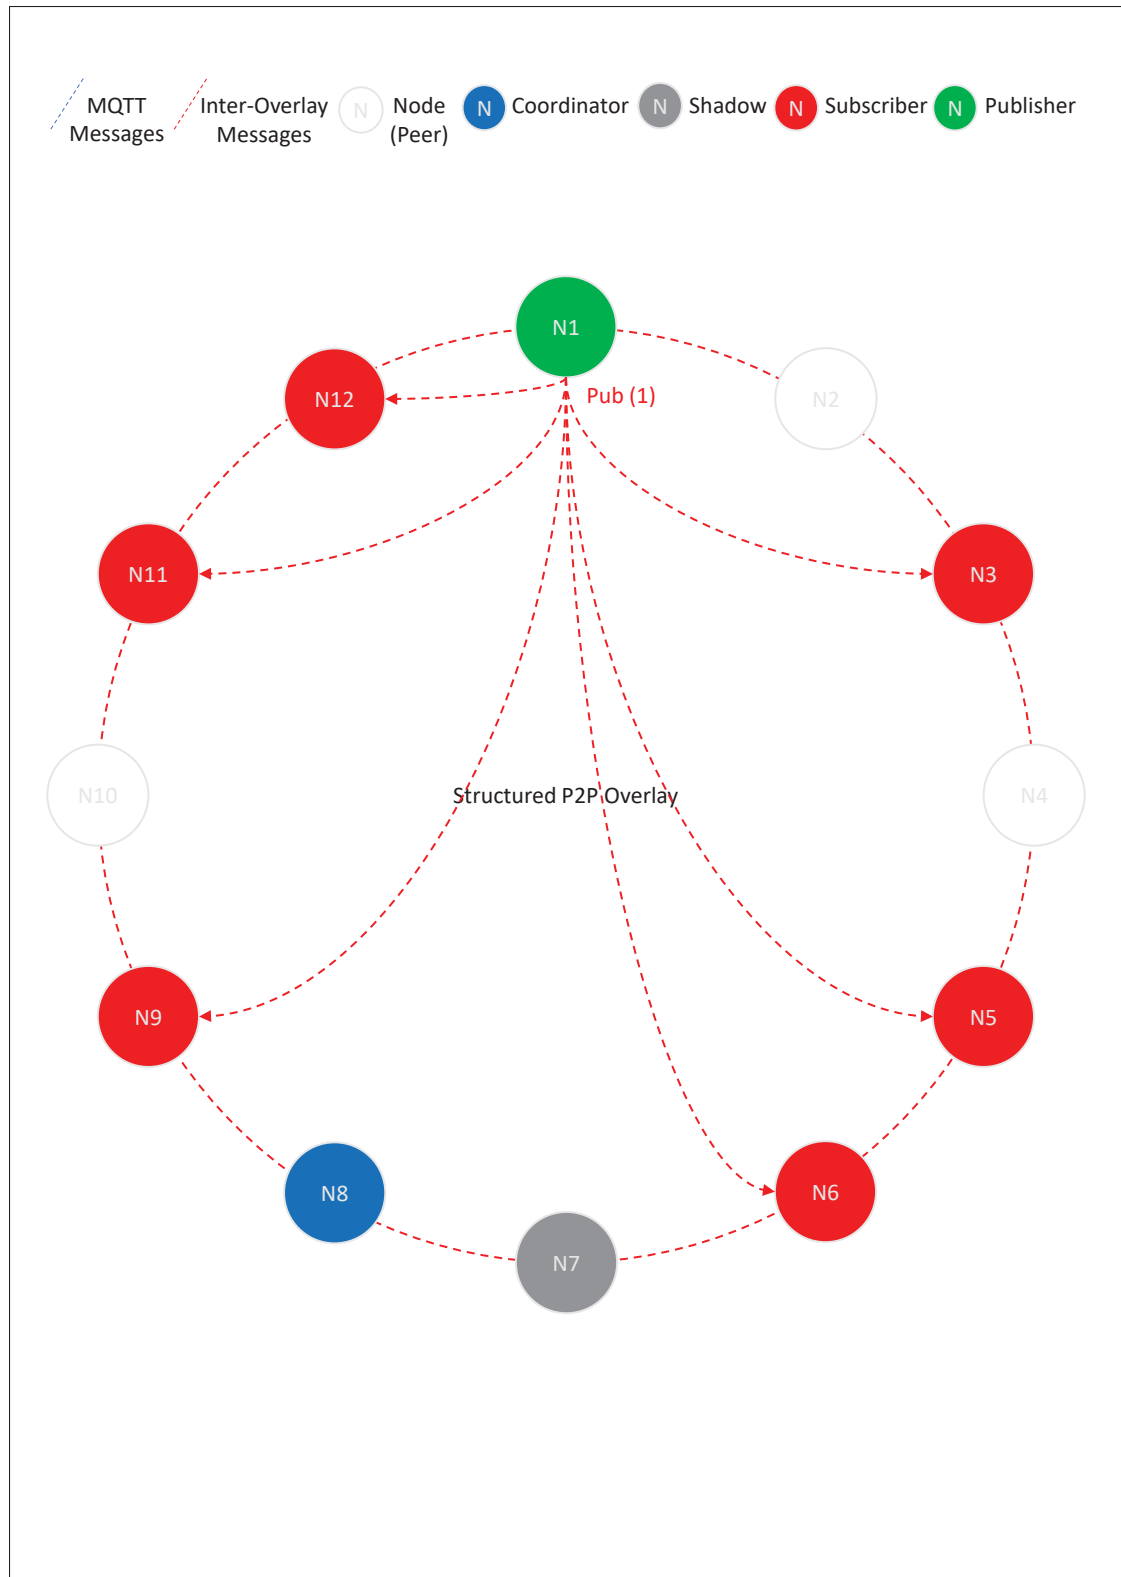 MQTT
Messages
Inter-Overlay
Messages
N
Node
(Peer)
N
Coordinator
N
Shadow
N
Subscriber
N
Publisher
N1
Pub (1)
N12
N2
N11
N3
N10
Structured P2P Overlay
N4
N9
N5
N8
N6
N7